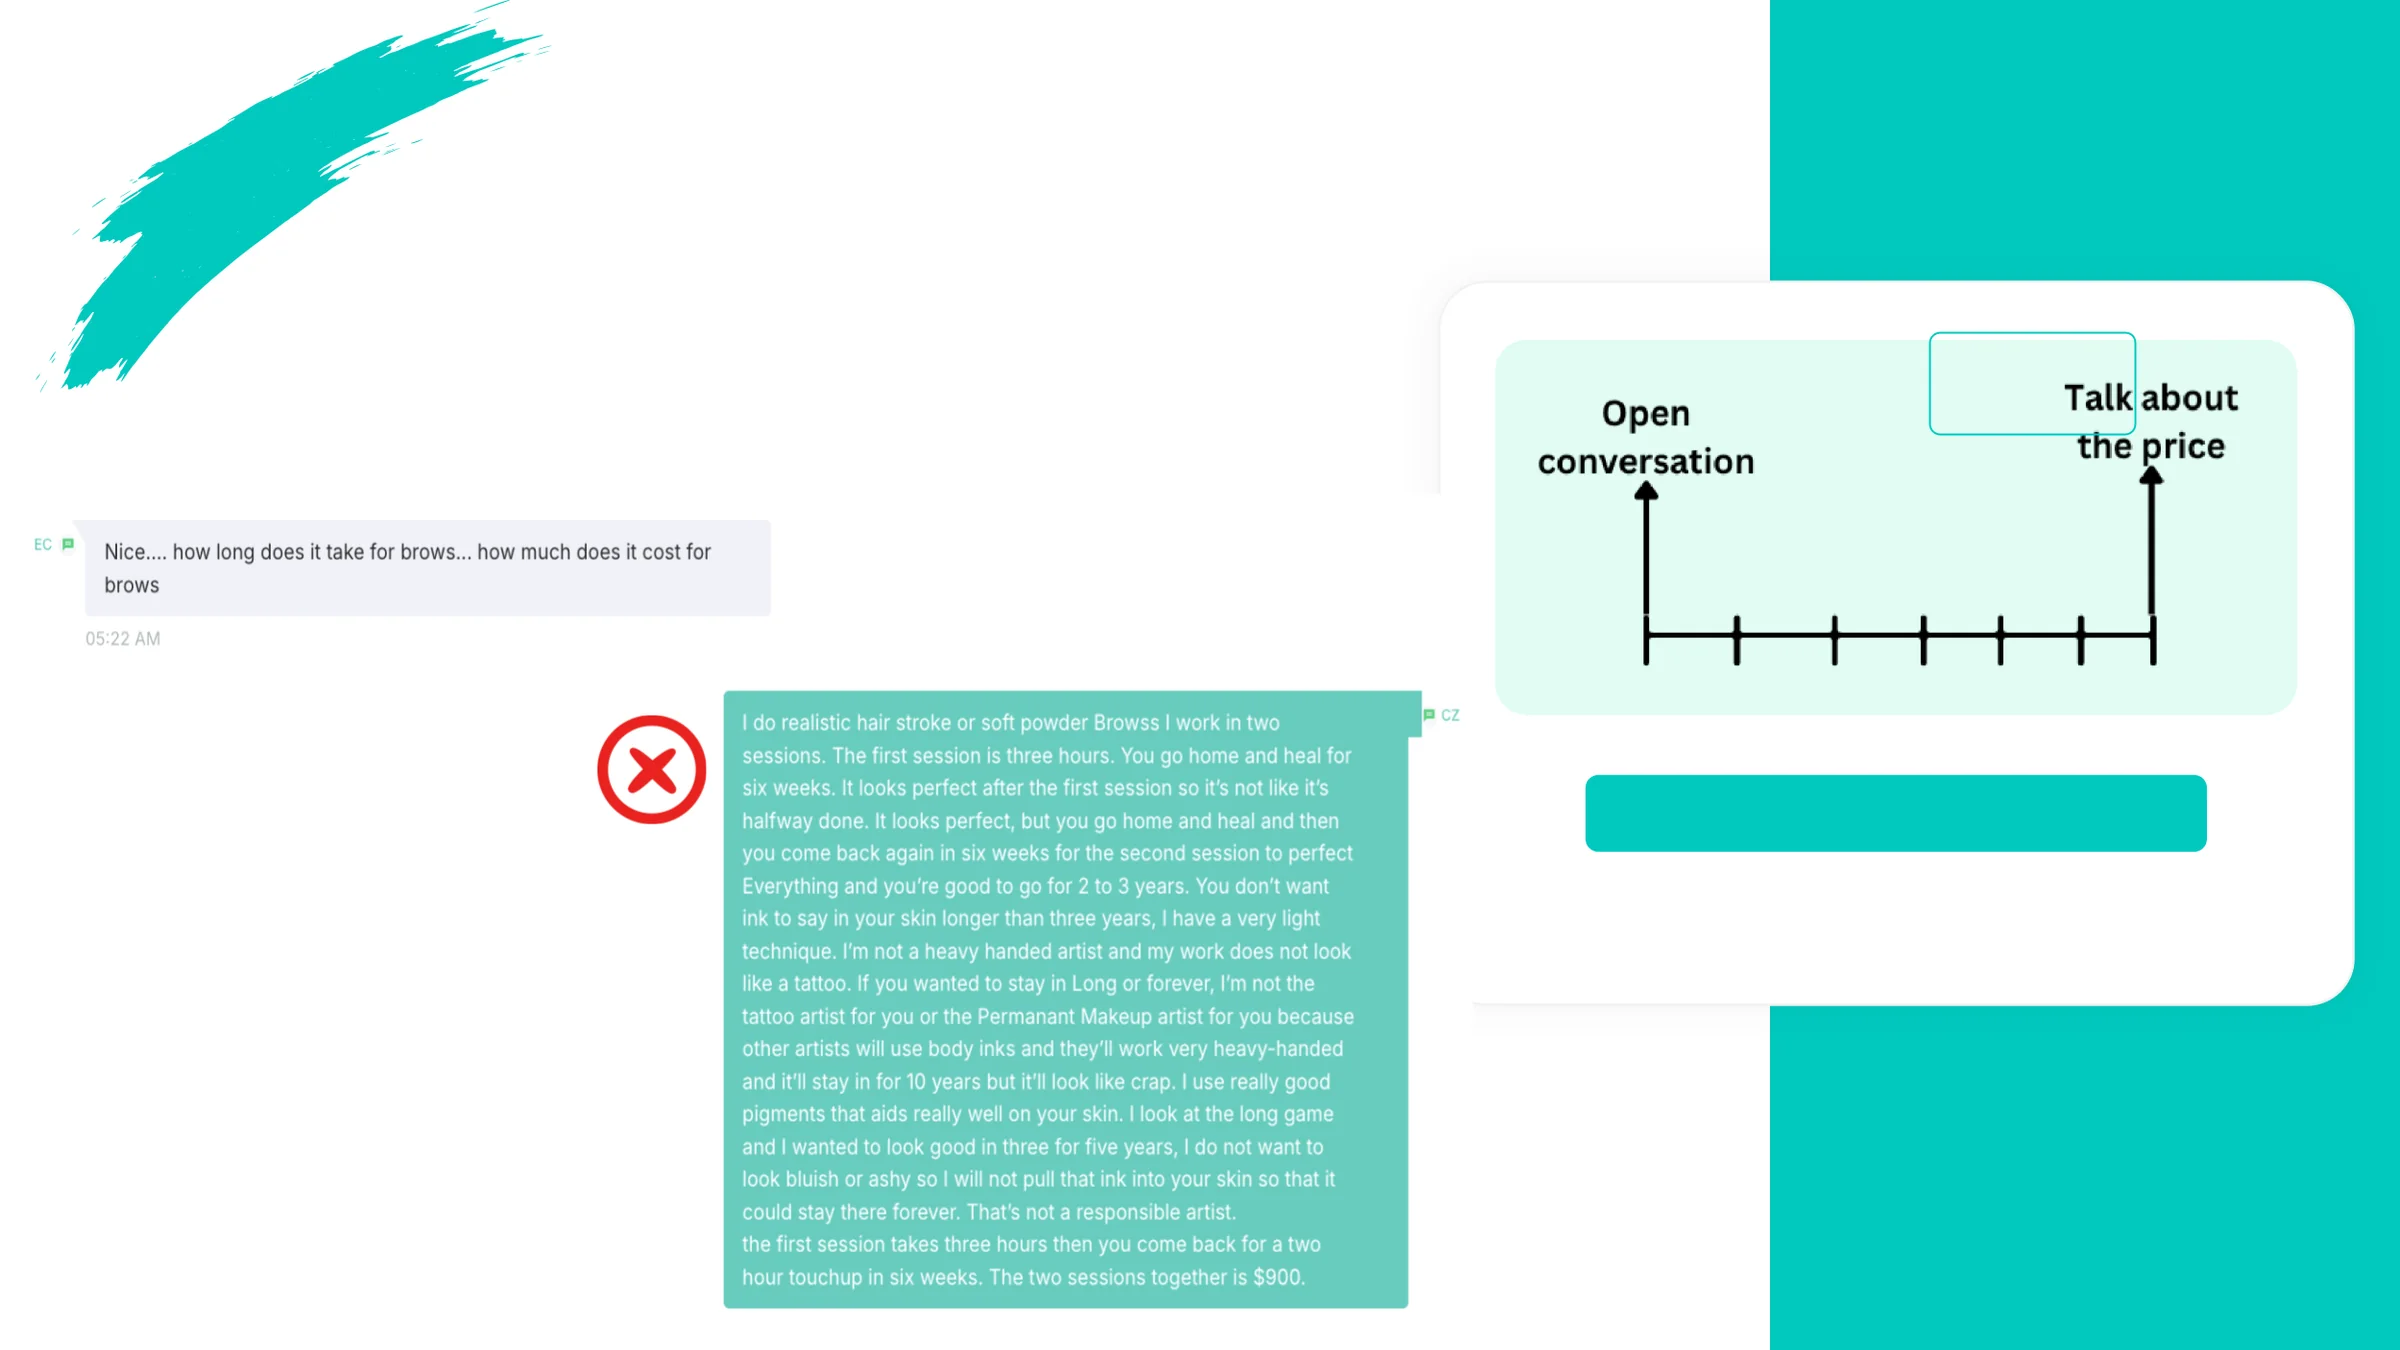 EC
Nice.... how long does it take for brows... how much does it cost for
brows
05:22 AM
I do realistic hair stroke or soft powder Browss I work in two
sessions. The first session is three hours. You go home and heal for
six weeks. It looks perfect after the first session so it's not like it's
halfway done. It looks perfect, but you go home and heal and then
you come back again in six weeks for the second session to perfect
Everything and you're good to go for 2 to 3 years. You don't want
ink to say in your skin longer than three years, I have a very light
technique. I'm not a heavy handed artist and my work does not look
like a tattoo. If you wanted to stay in Long or forever, I'm not the
tattoo artist for you or the Permanant Makeup artist for you because
other artists will use body inks and they'll work very heavy-handed
and it'll stay in for 10 years but it'll look like crap. I use really good
pigments that aids really well on your skin. I look at the long game
and I wanted to look good in three for five years, I do not want to
look bluish or ashy so I will not pull that ink into your skin so that it
could stay there forever. That's not a responsible artist.
the first session takes three hours then you come back for a two
hour touchup in six weeks. The two sessions together is $900.
CZ
Open
conversation
Talk about
the price